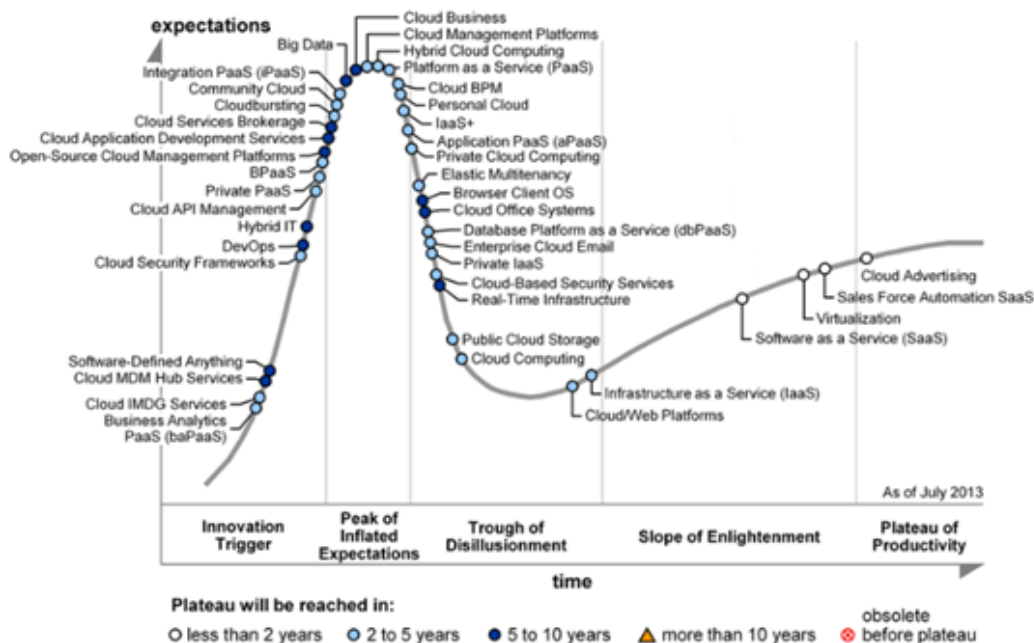 expectations
Cloud Business
Cloud Management Platforms
Big Data
Hybrid Cloud Computing
Platform as a Service (PaaS)
Integration PaaS (iPaaS)
Community Cloud
Cloudbursting
Cloud Services Brokerage
Cloud Application Development Services
Open-Source Cloud Management Platforms
BPaaS
Private PaaS
Cloud API Management
Hybrid IT
DevOps
Cloud Security Frameworks
Software-Defined Anything
Cloud MDM Hub Services
Cloud IMDG Services
Business Analytics
PaaS (baPaaS)
Cloud BPM
Personal Cloud
IaaS+
Application PaaS (aPaaS)
Private Cloud Computing
Elastic Multitenancy
Browser Client OS
Cloud Office Systems
Database Platform as a Service (dbPaaS)
Enterprise Cloud Email
Private IaaS
Cloud-Based Security Services
Real-Time Infrastructure
Public Cloud Storage
Cloud Computing
Infrastructure as a Service (IaaS)
Cloud/Web Platforms
Cloud Advertising
Sales Force Automation SaaS
Virtualization
Software as a Service (SaaS)
As of July 2013
Innovation
Trigger
Peak of
Inflated
Expectations
Trough of
Disillusionment
Slope of Enlightenment
Plateau of
Productivity
time
Plateau will be reached in:
less than 2 years
2 to 5 years
5 to 10 years
more than 10 years
obsolete
before plateau